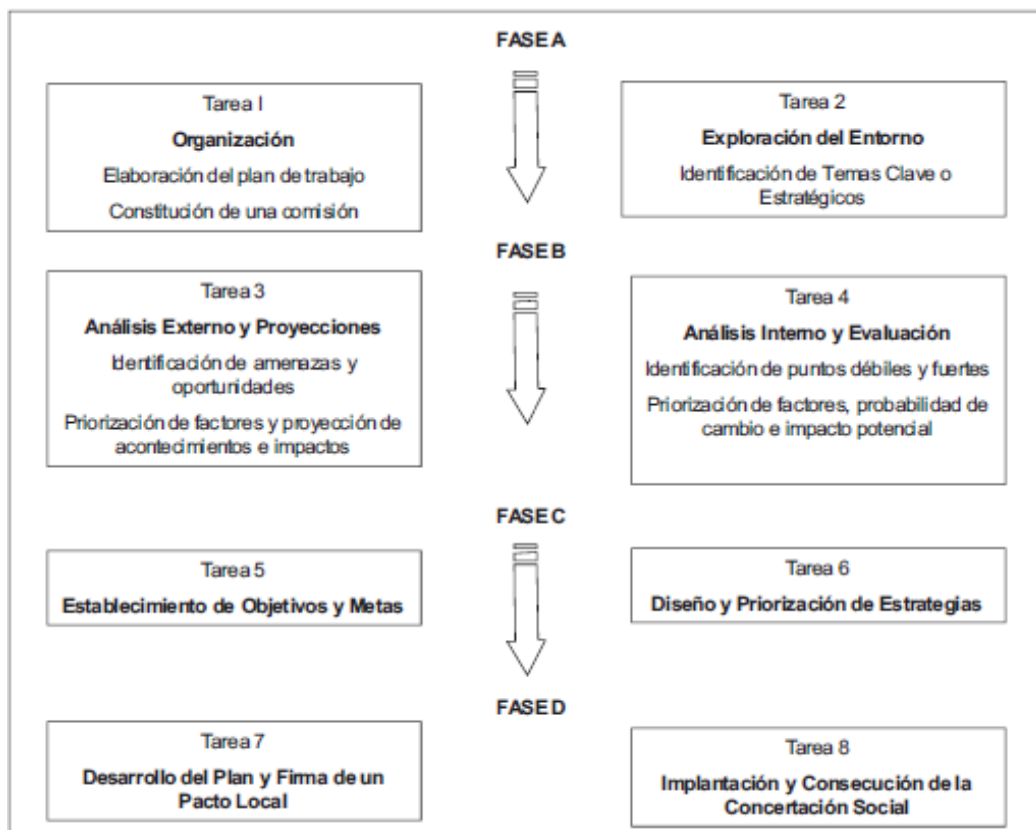 FASE A
Tarea I
Organización
Elaboración del plan de trabajo
Constitución de una comisión
Tarea 2
Exploración del Entorno
Identificación de Temas Clave o
Estratégicos
FASE B
Tarea 3
Análisis Externo y Proyecciones
Identificación de amenazas y
oportunidades
Priorización de factores y proyección de
acontecimientos e impactos
Tarea 4
Análisis Interno y Evaluación
Identificación de puntos débiles y fuertes
Priorización de factores, probabilidad de
cambio e impacto potencial
FASE C
Tarea 5
Establecimiento de Objetivos y Metas
Tarea 6
Diseño y Priorización de Estrategias
FASE D
Tarea 7
Desarrollo del Plan y Firma de un
Pacto Local
Tarea 8
Implantación y Consecución de la
Concertación Social